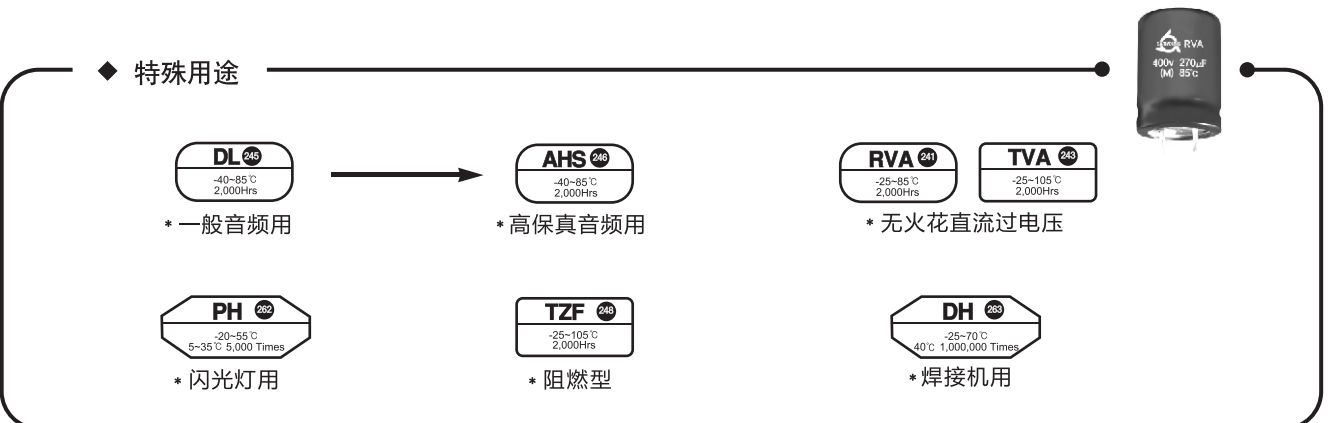 ◆ 特殊用途
RVA
400v 270μF
(M) 85℃
DL 245
-40~85℃
2,000Hrs
* 一般音频用
AHS 246
-40~85℃
2,000Hrs
* 高保真音频用
RVA 241
-25~85℃
2,000Hrs
TVA 243
-25~105℃
2,000Hrs
* 无火花直流过电压
PH 262
-20~55℃
5~35℃ 5,000 Times
* 闪光灯用
TZF 248
-25~105℃
2,000Hrs
* 阻燃型
DH 263
-25~70℃
40℃ 1,000,000 Times
* 焊接机用